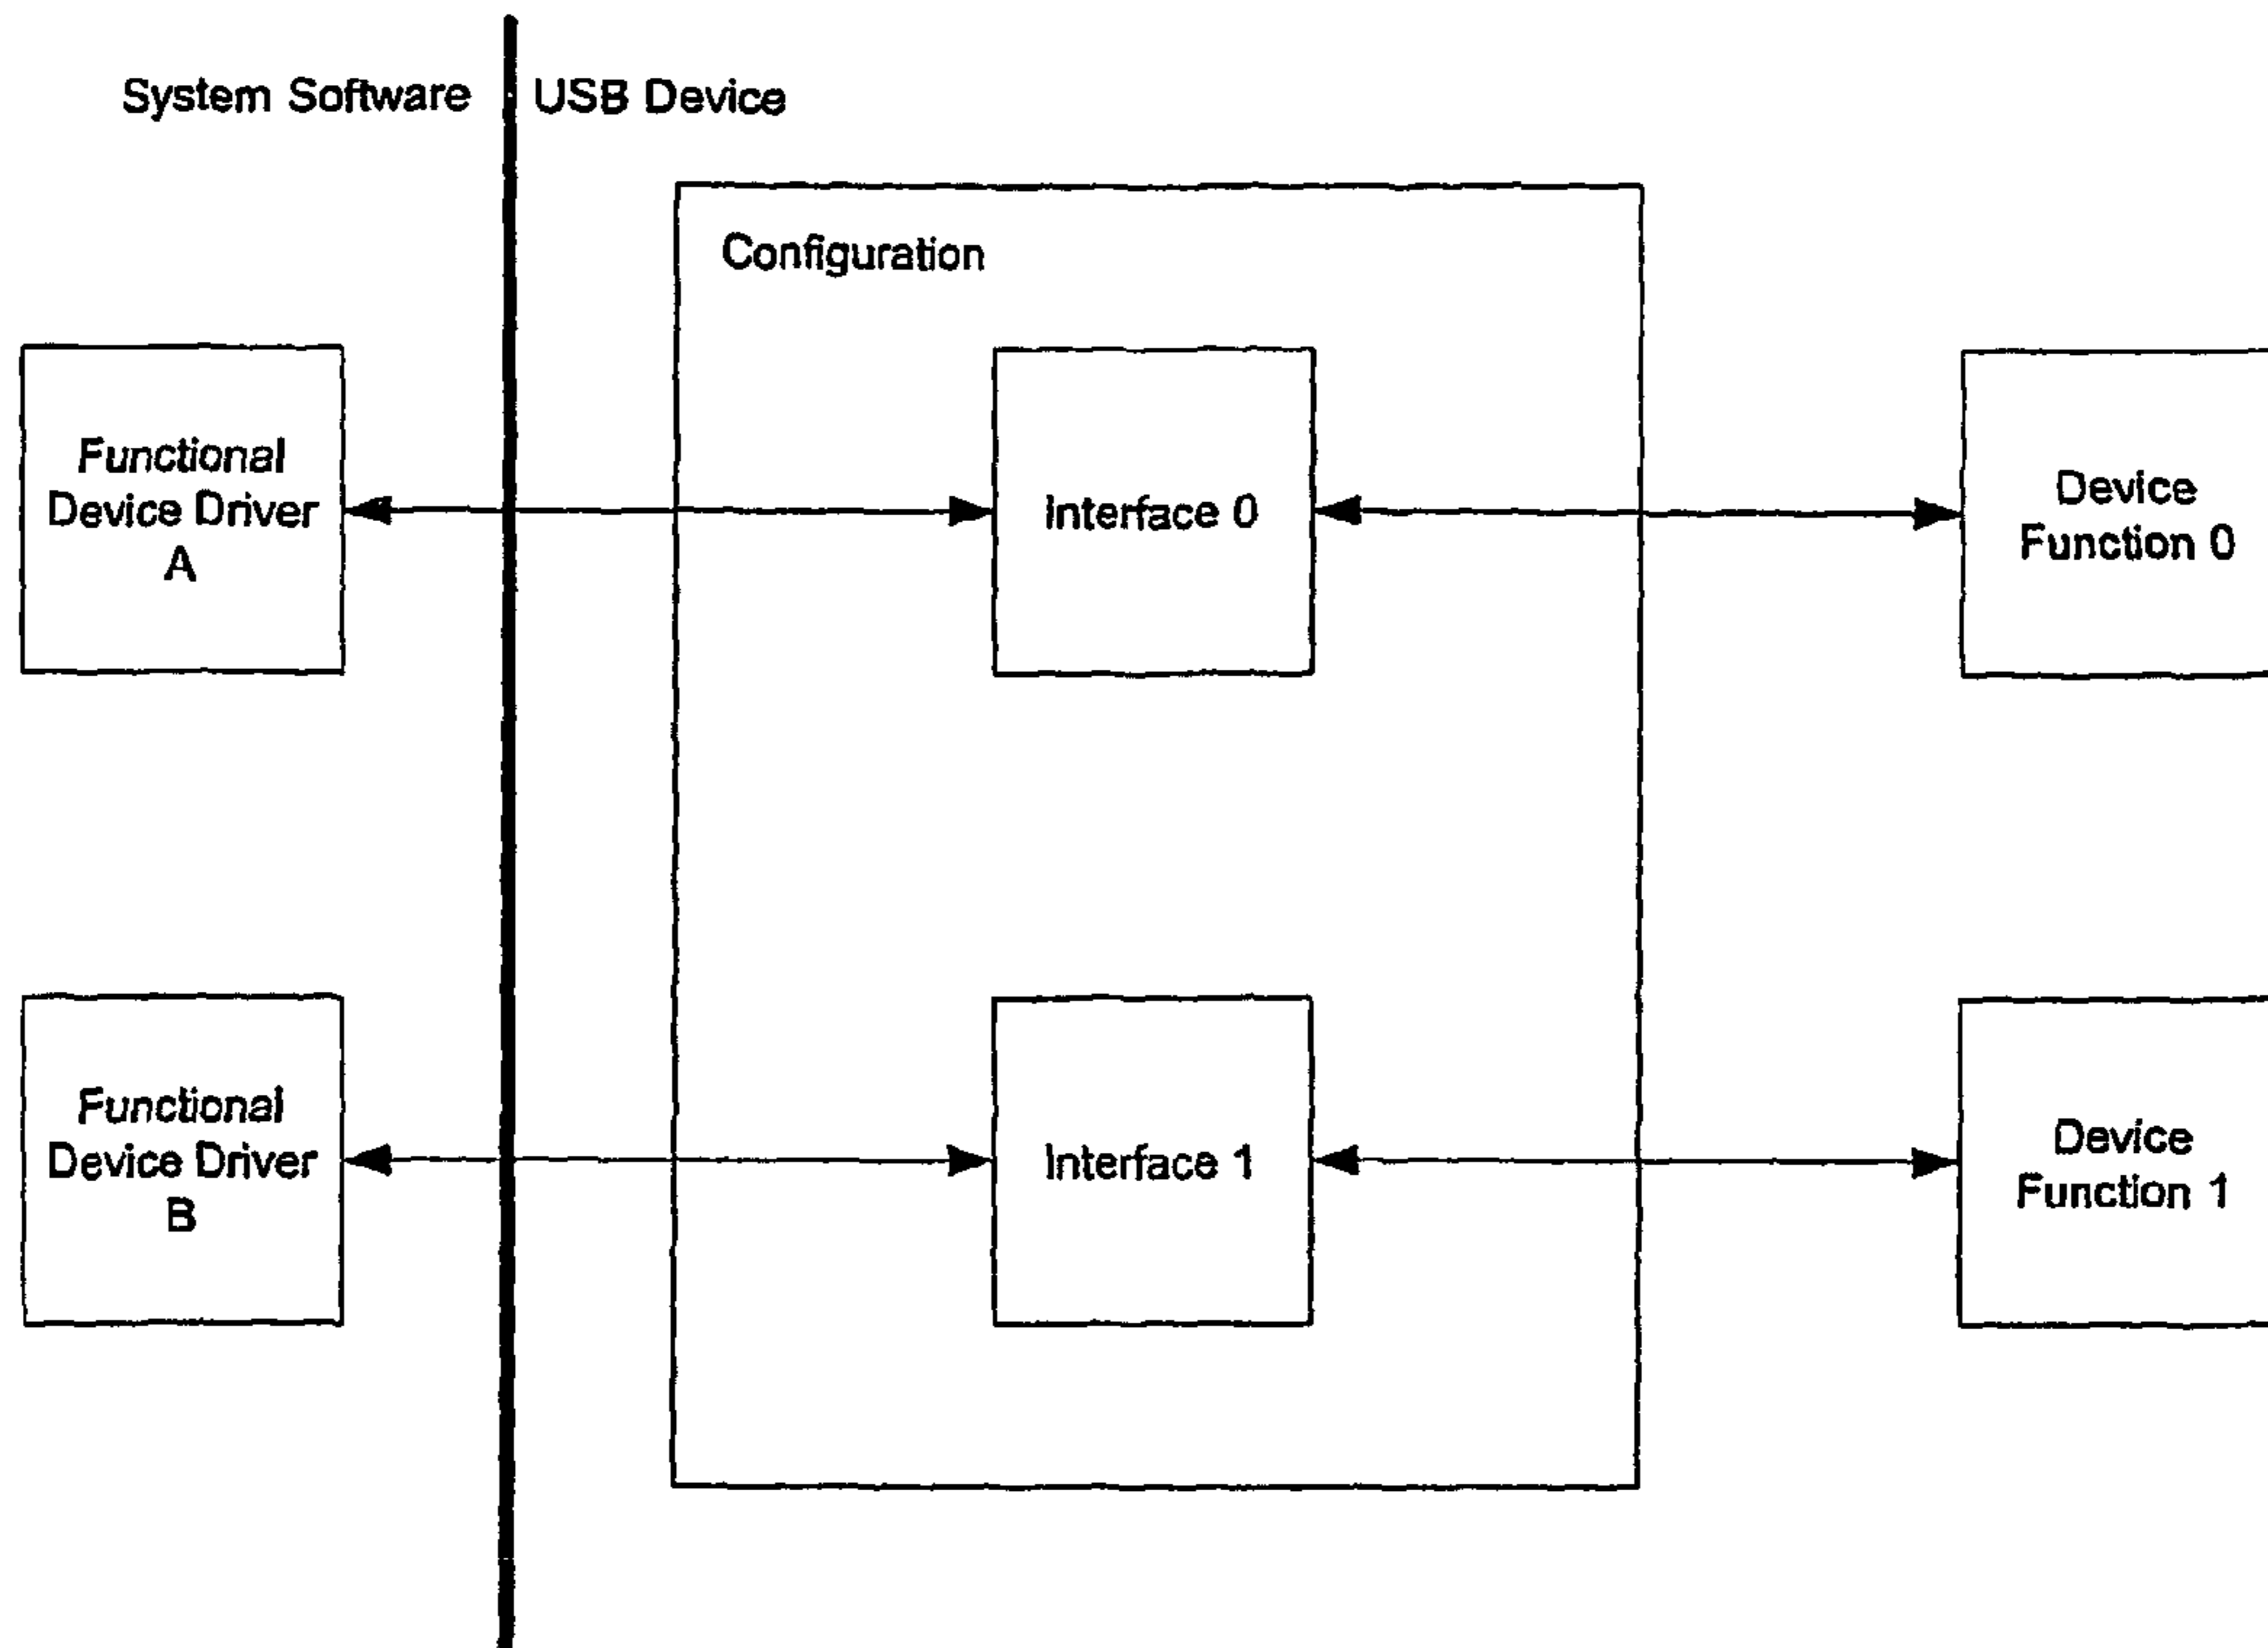 System Software
USB Device
Configuration
Functional
Device Driver
A
Interface 0
Device
Function 0
Functional
Device Driver
B
Interface 1
Device
Function 1